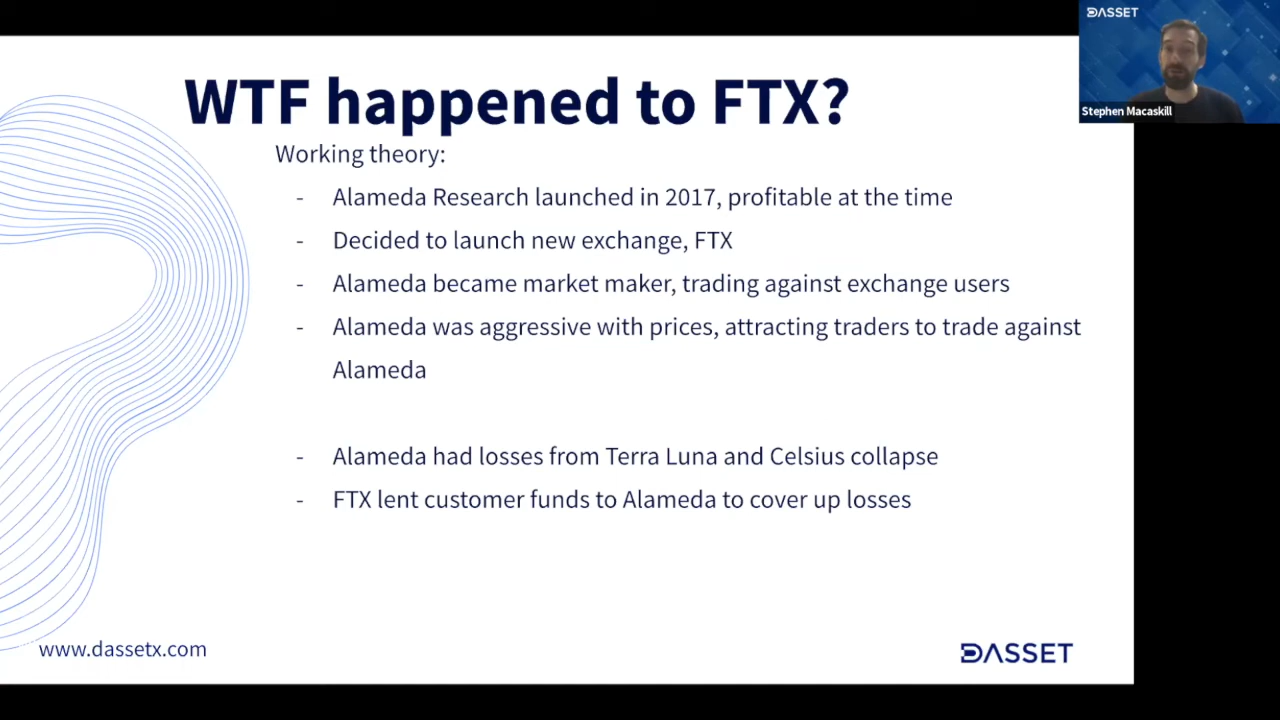 DASSET
Stephen Macaskill
WTF happened to FTX?
Working theory:
- Alameda Research launched in 2017, profitable at the time
- Decided to launch new exchange, FTX
- Alameda became market maker, trading against exchange users
- Alameda was aggressive with prices, attracting traders to trade against
Alameda
- Alameda had losses from Terra Luna and Celsius collapse
- FTX lent customer funds to Alameda to cover up losses
www.dassetx.com
DASSET